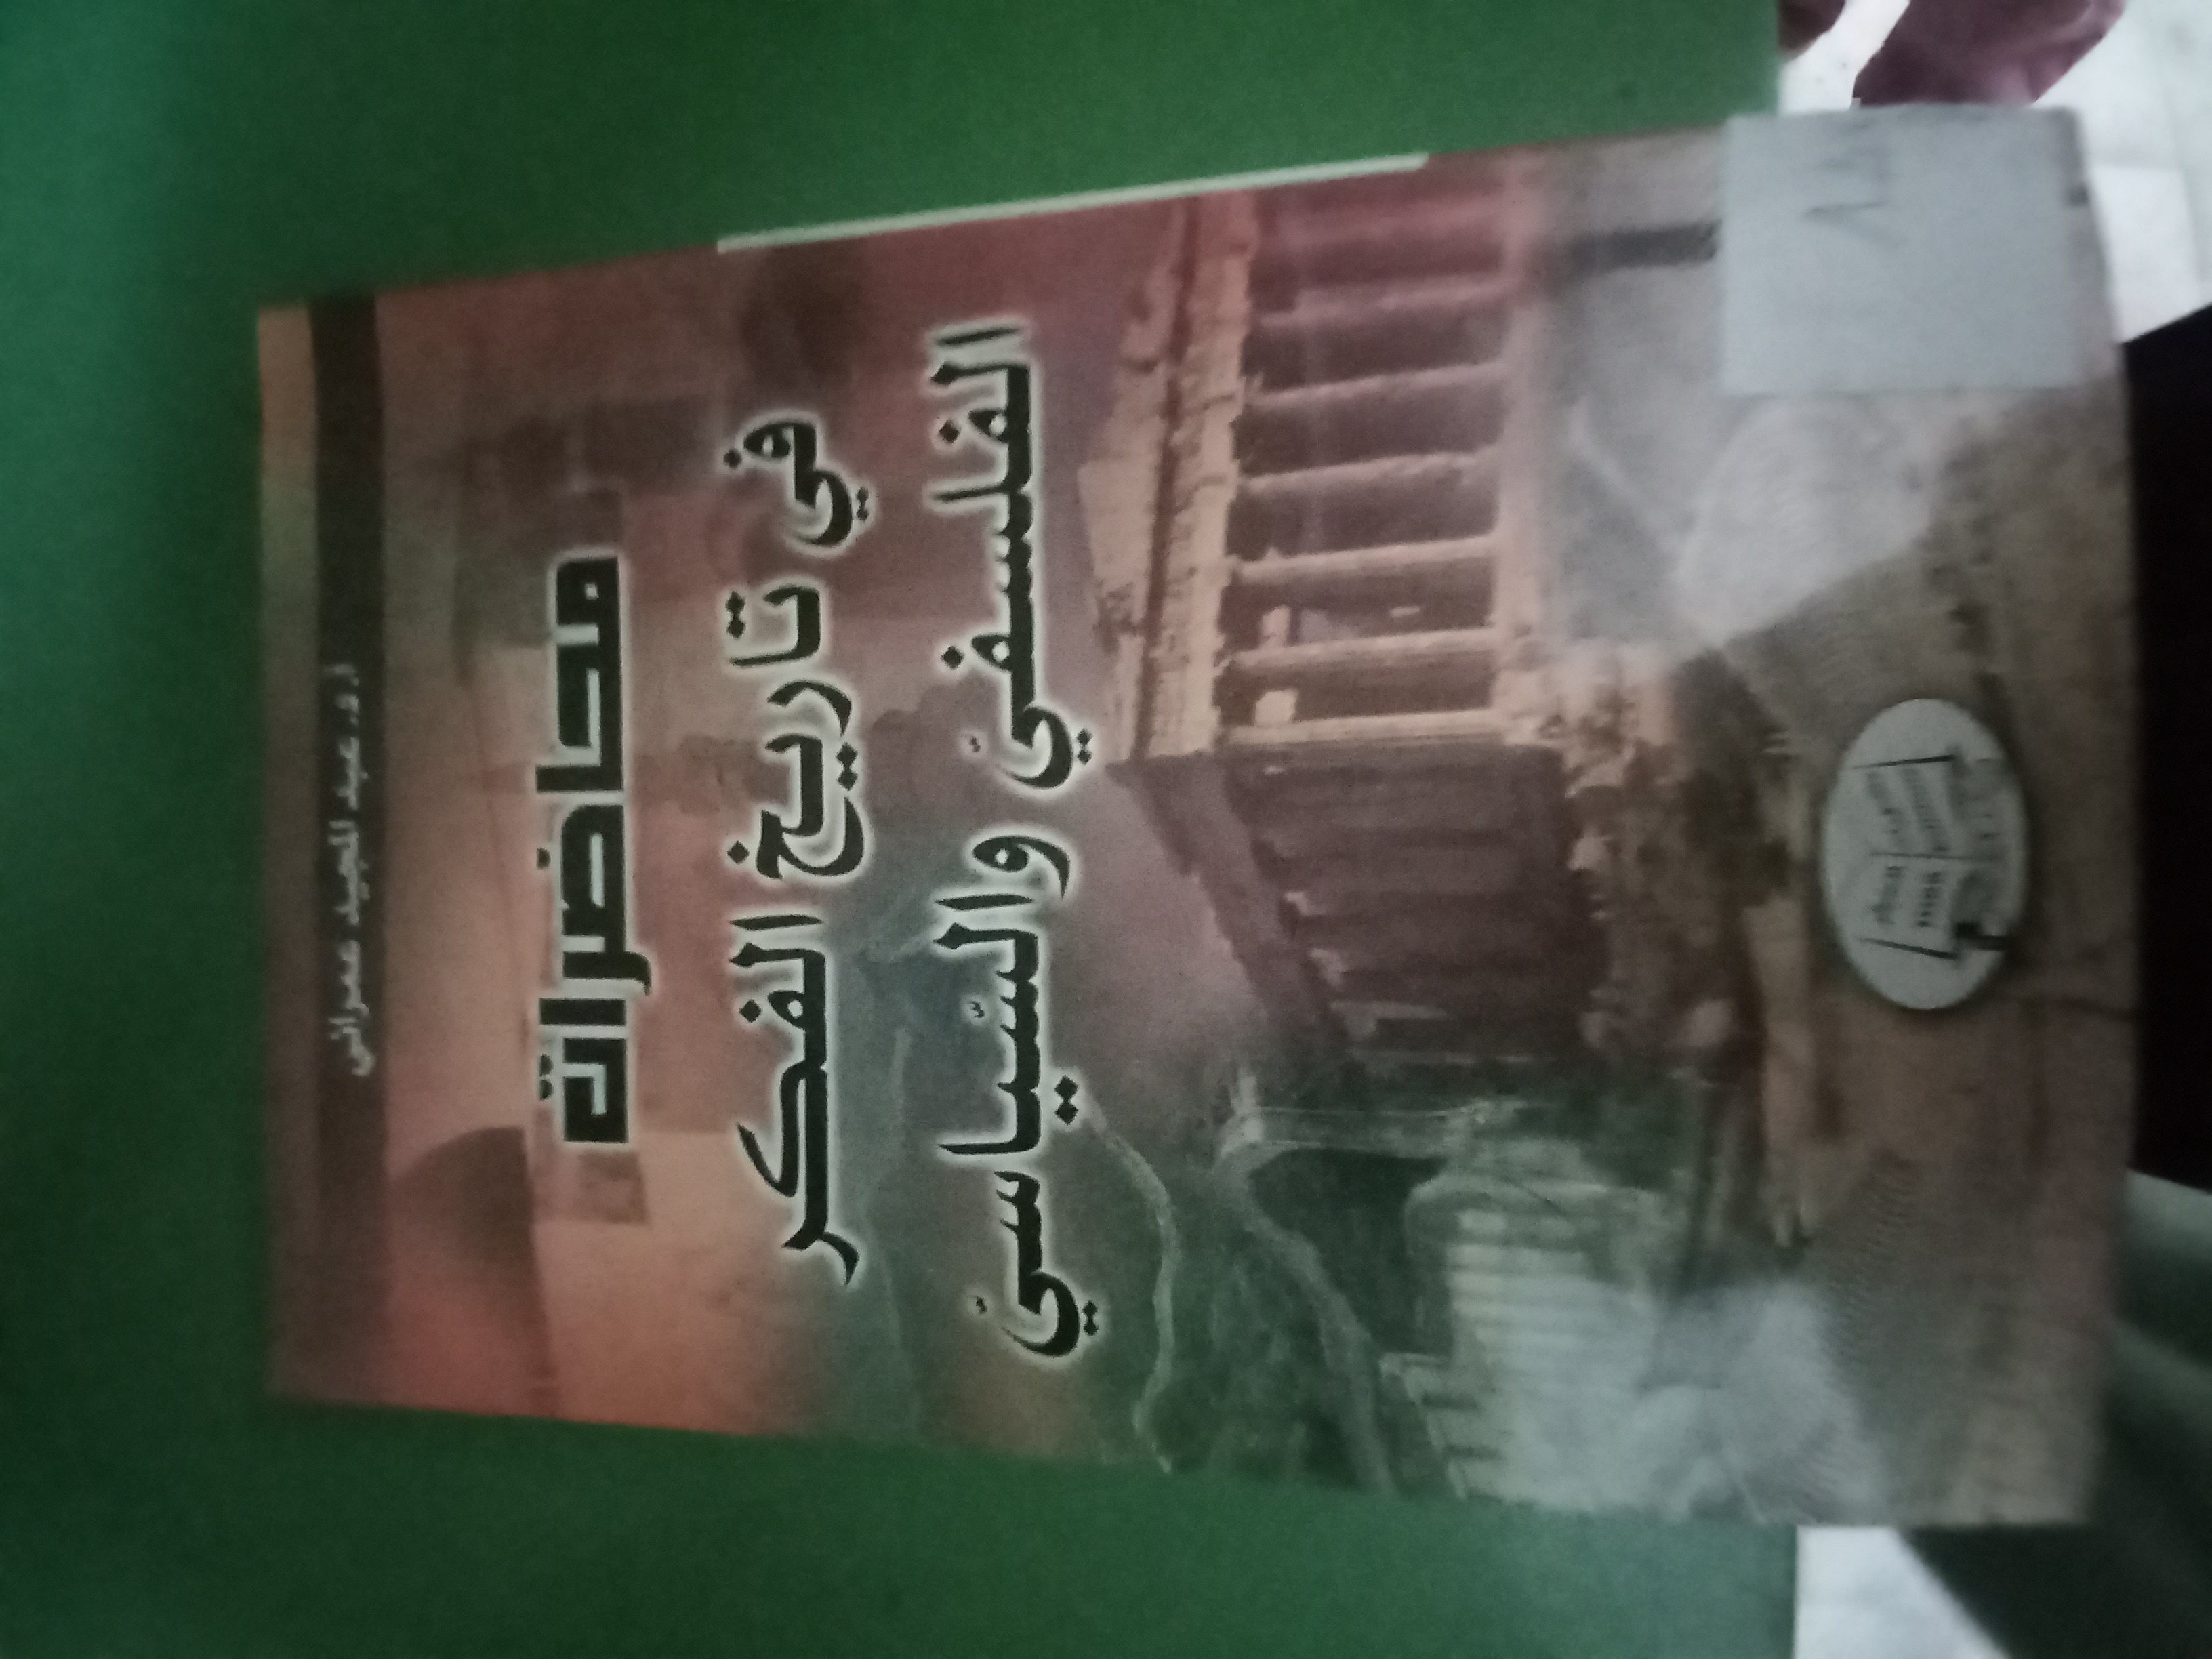 أ. د. عبد المجيد عمراني
محاضرات
في تاريخ الفكر
الفلسفيّ والسّياسيّ